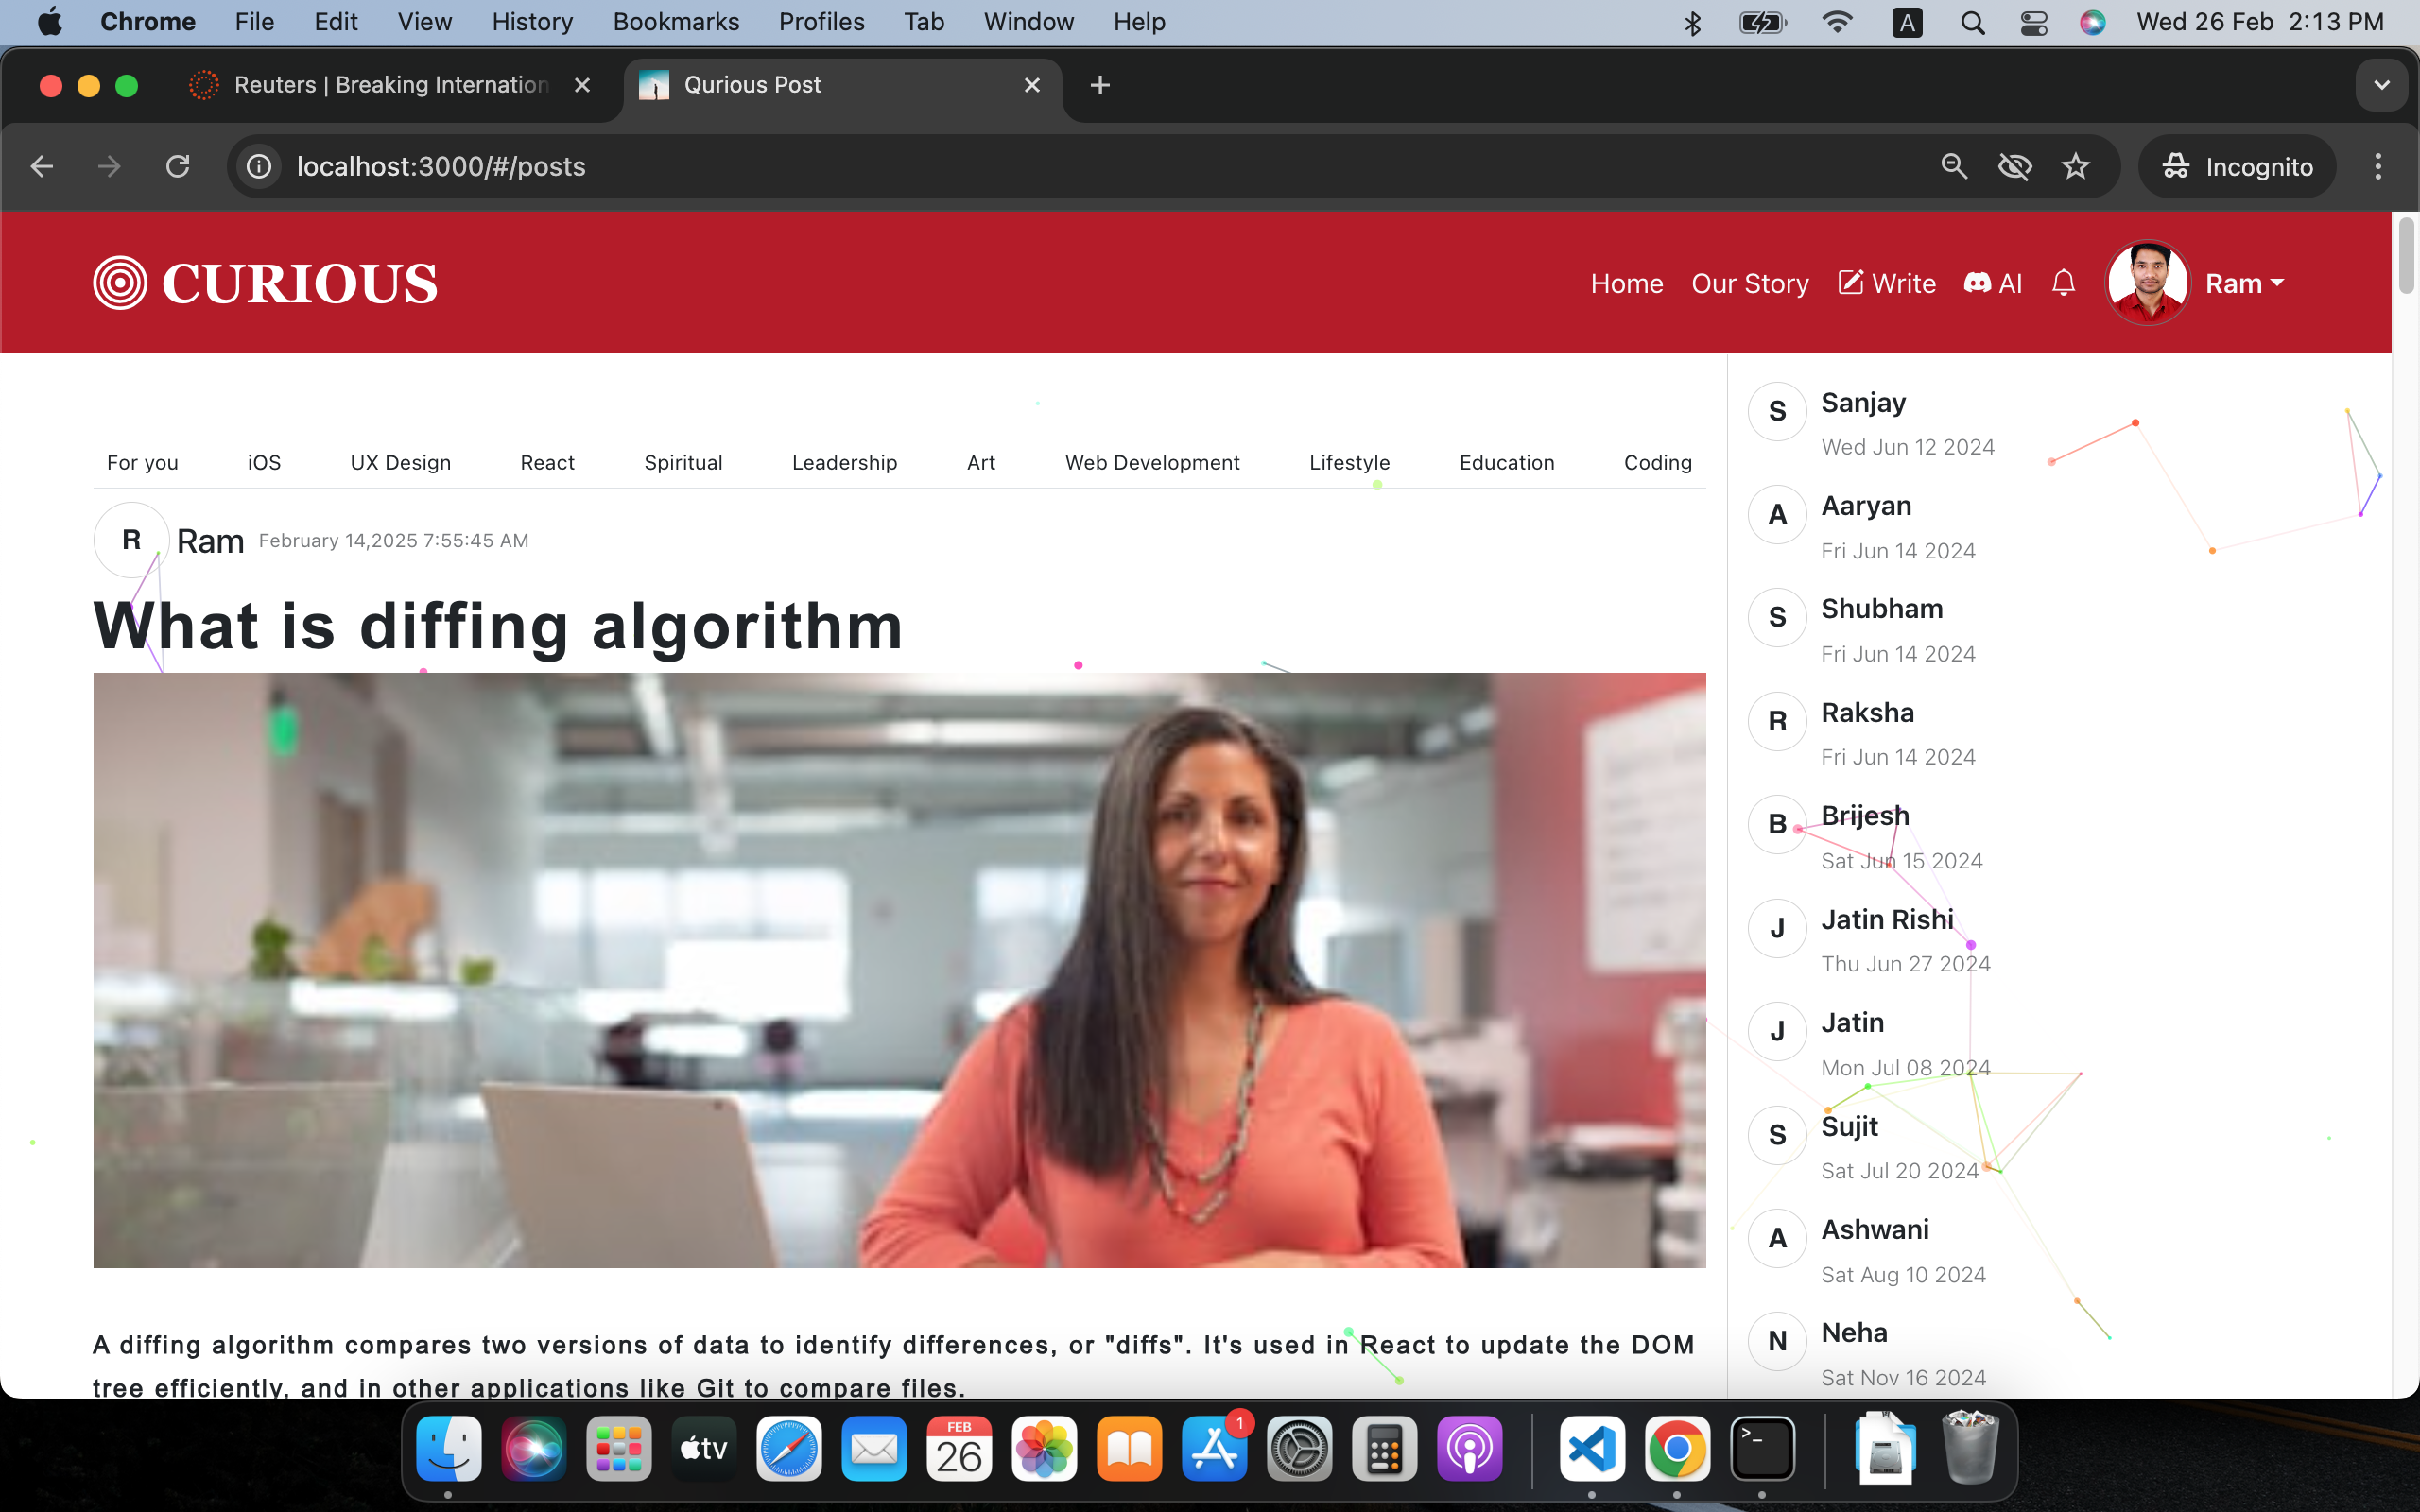 Chrome File Edit View History Bookmarks Profiles Tab Window Help A Wed 26 Feb 2:13 PM
Reuters | Breaking Internation
Qurious Post
localhost:3000/#/posts
Incognito
CURIOUS
Home Our Story Write AI Ram
For you iOS UX Design React Spiritual Leadership Art Web Development Lifestyle Education Coding
R Ram February 14,2025 7:55:45 AM
What is diffing algorithm
A diffing algorithm compares two versions of data to identify differences, or "diffs". It's used in React to update the DOM
tree efficiently, and in other applications like Git to compare files.
S Sanjay
Wed Jun 12 2024
A Aaryan
Fri Jun 14 2024
S Shubham
Fri Jun 14 2024
R Raksha
Fri Jun 14 2024
B Brijesh
Sat Jun 15 2024
J Jatin Rishi
Thu Jun 27 2024
J Jatin
Mon Jul 08 2024
S Sujit
Sat Jul 20 2024
A Ashwani
Sat Aug 10 2024
N Neha
Sat Nov 16 2024
tv
FEB
26
1
>_